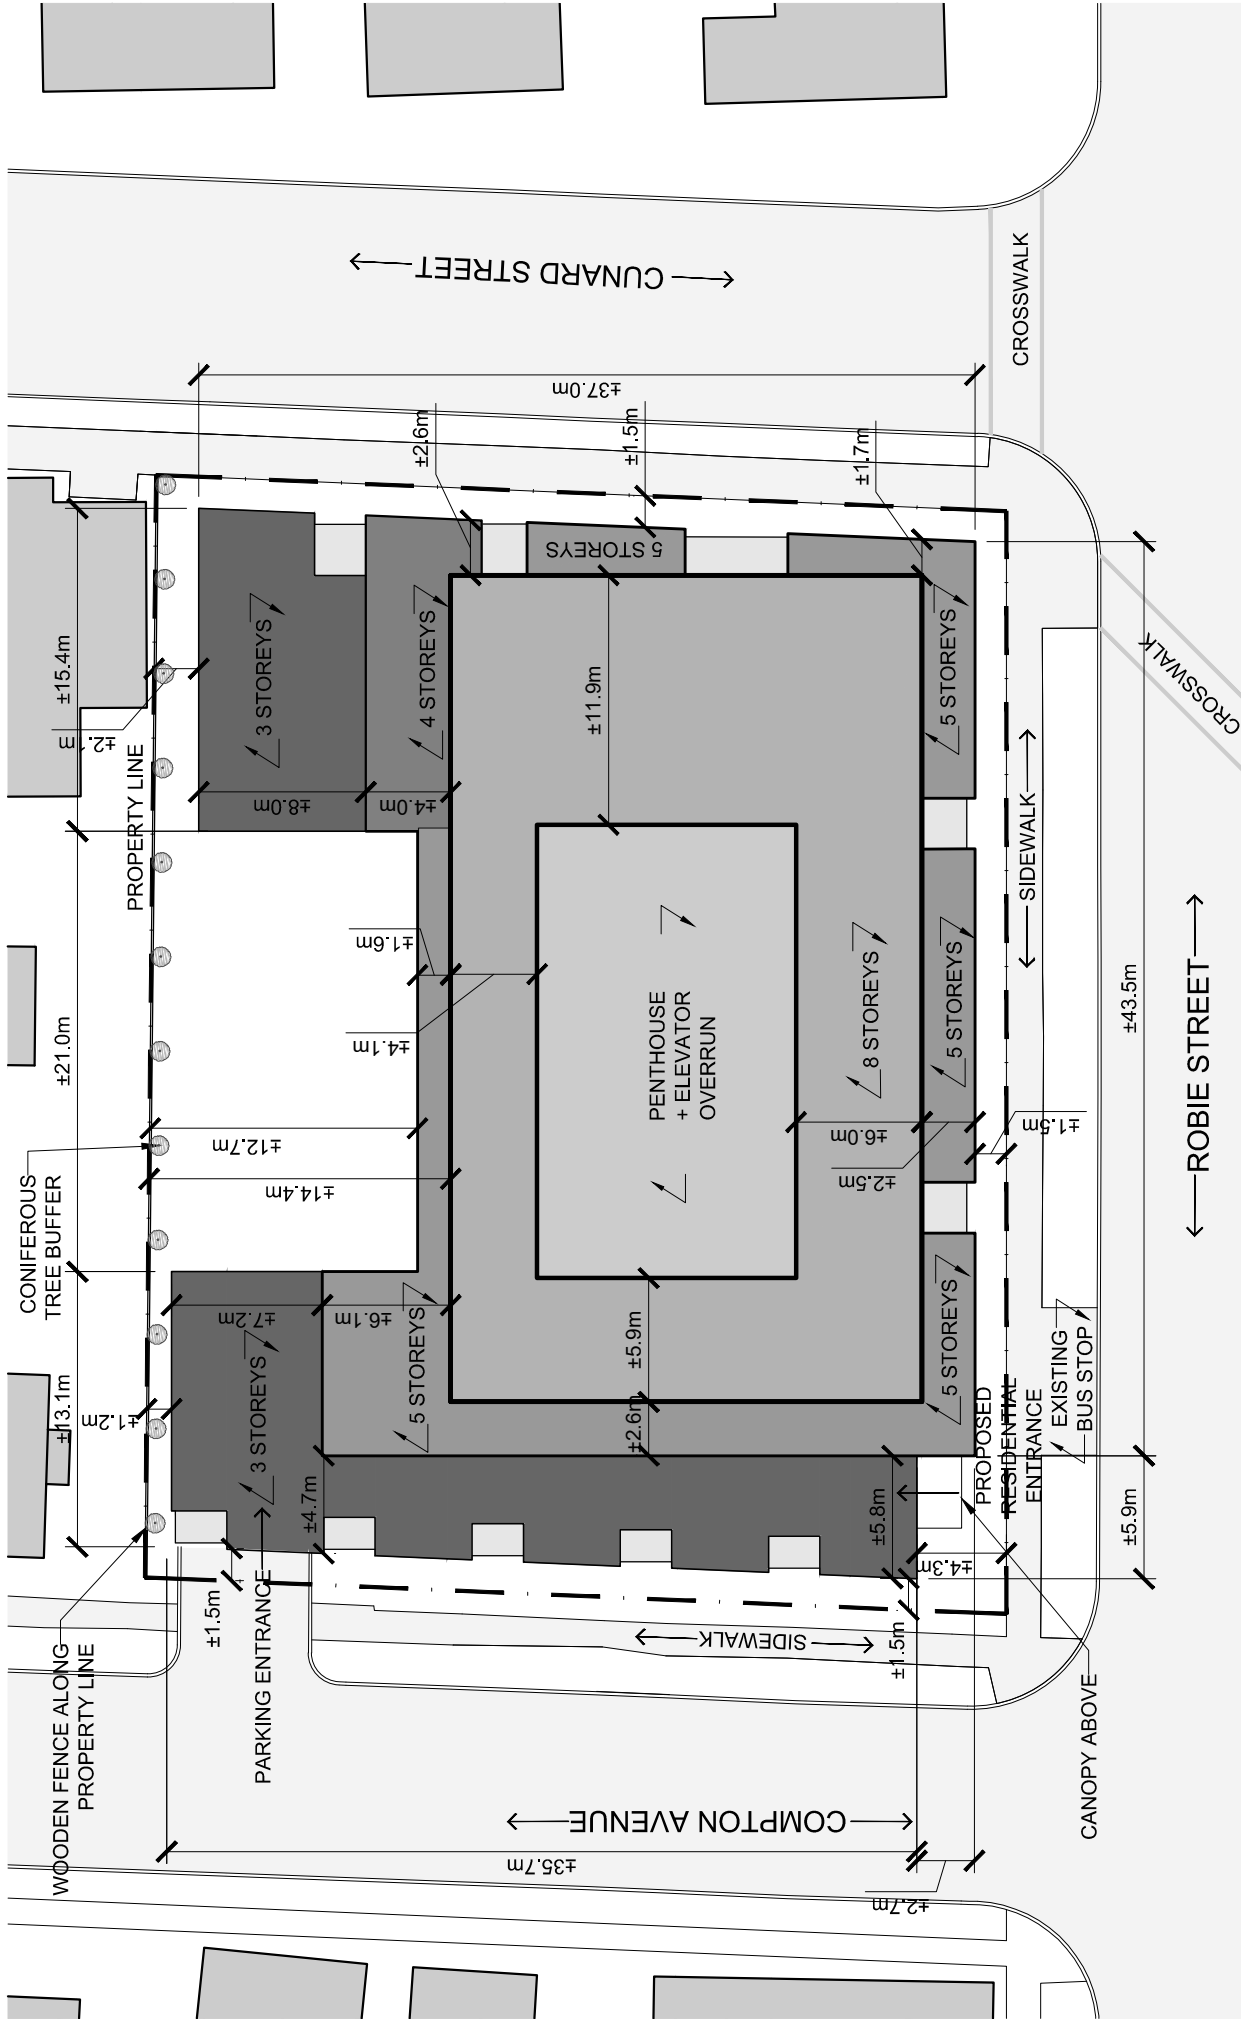 CUNARD STREET
CROSSWALK
±37.0m
±2.6m
±1.5m
±1.7m
±15.4m
±2.1m
PROPERTY LINE
3 STOREYS
4 STOREYS
5 STOREYS
5 STOREYS
±8.0m
±4.0m
±11.9m
CROSSWALK
SIDEWALK
±21.0m
±1.6m
±4.1m
±12.7m
±14.4m
PENTHOUSE
+ ELEVATOR
OVERRUN
8 STOREYS
5 STOREYS
±6.0m
±2.5m
±1.5m
±43.5m
ROBIE STREET
CONIFEROUS
TREE BUFFER
±13.1m
±1.2m
±7.2m
±6.1m
3 STOREYS
5 STOREYS
±5.9m
±2.6m
5 STOREYS
PROPOSED
RESIDENTIAL
ENTRANCE
EXISTING
BUS STOP
±4.7m
±5.8m
±4.3m
±5.9m
±1.5m
PARKING ENTRANCE
SIDEWALK
±1.5m
WOODEN FENCE ALONG
PROPERTY LINE
CANOPY ABOVE
COMPTON AVENUE
±35.7m
±2.7m